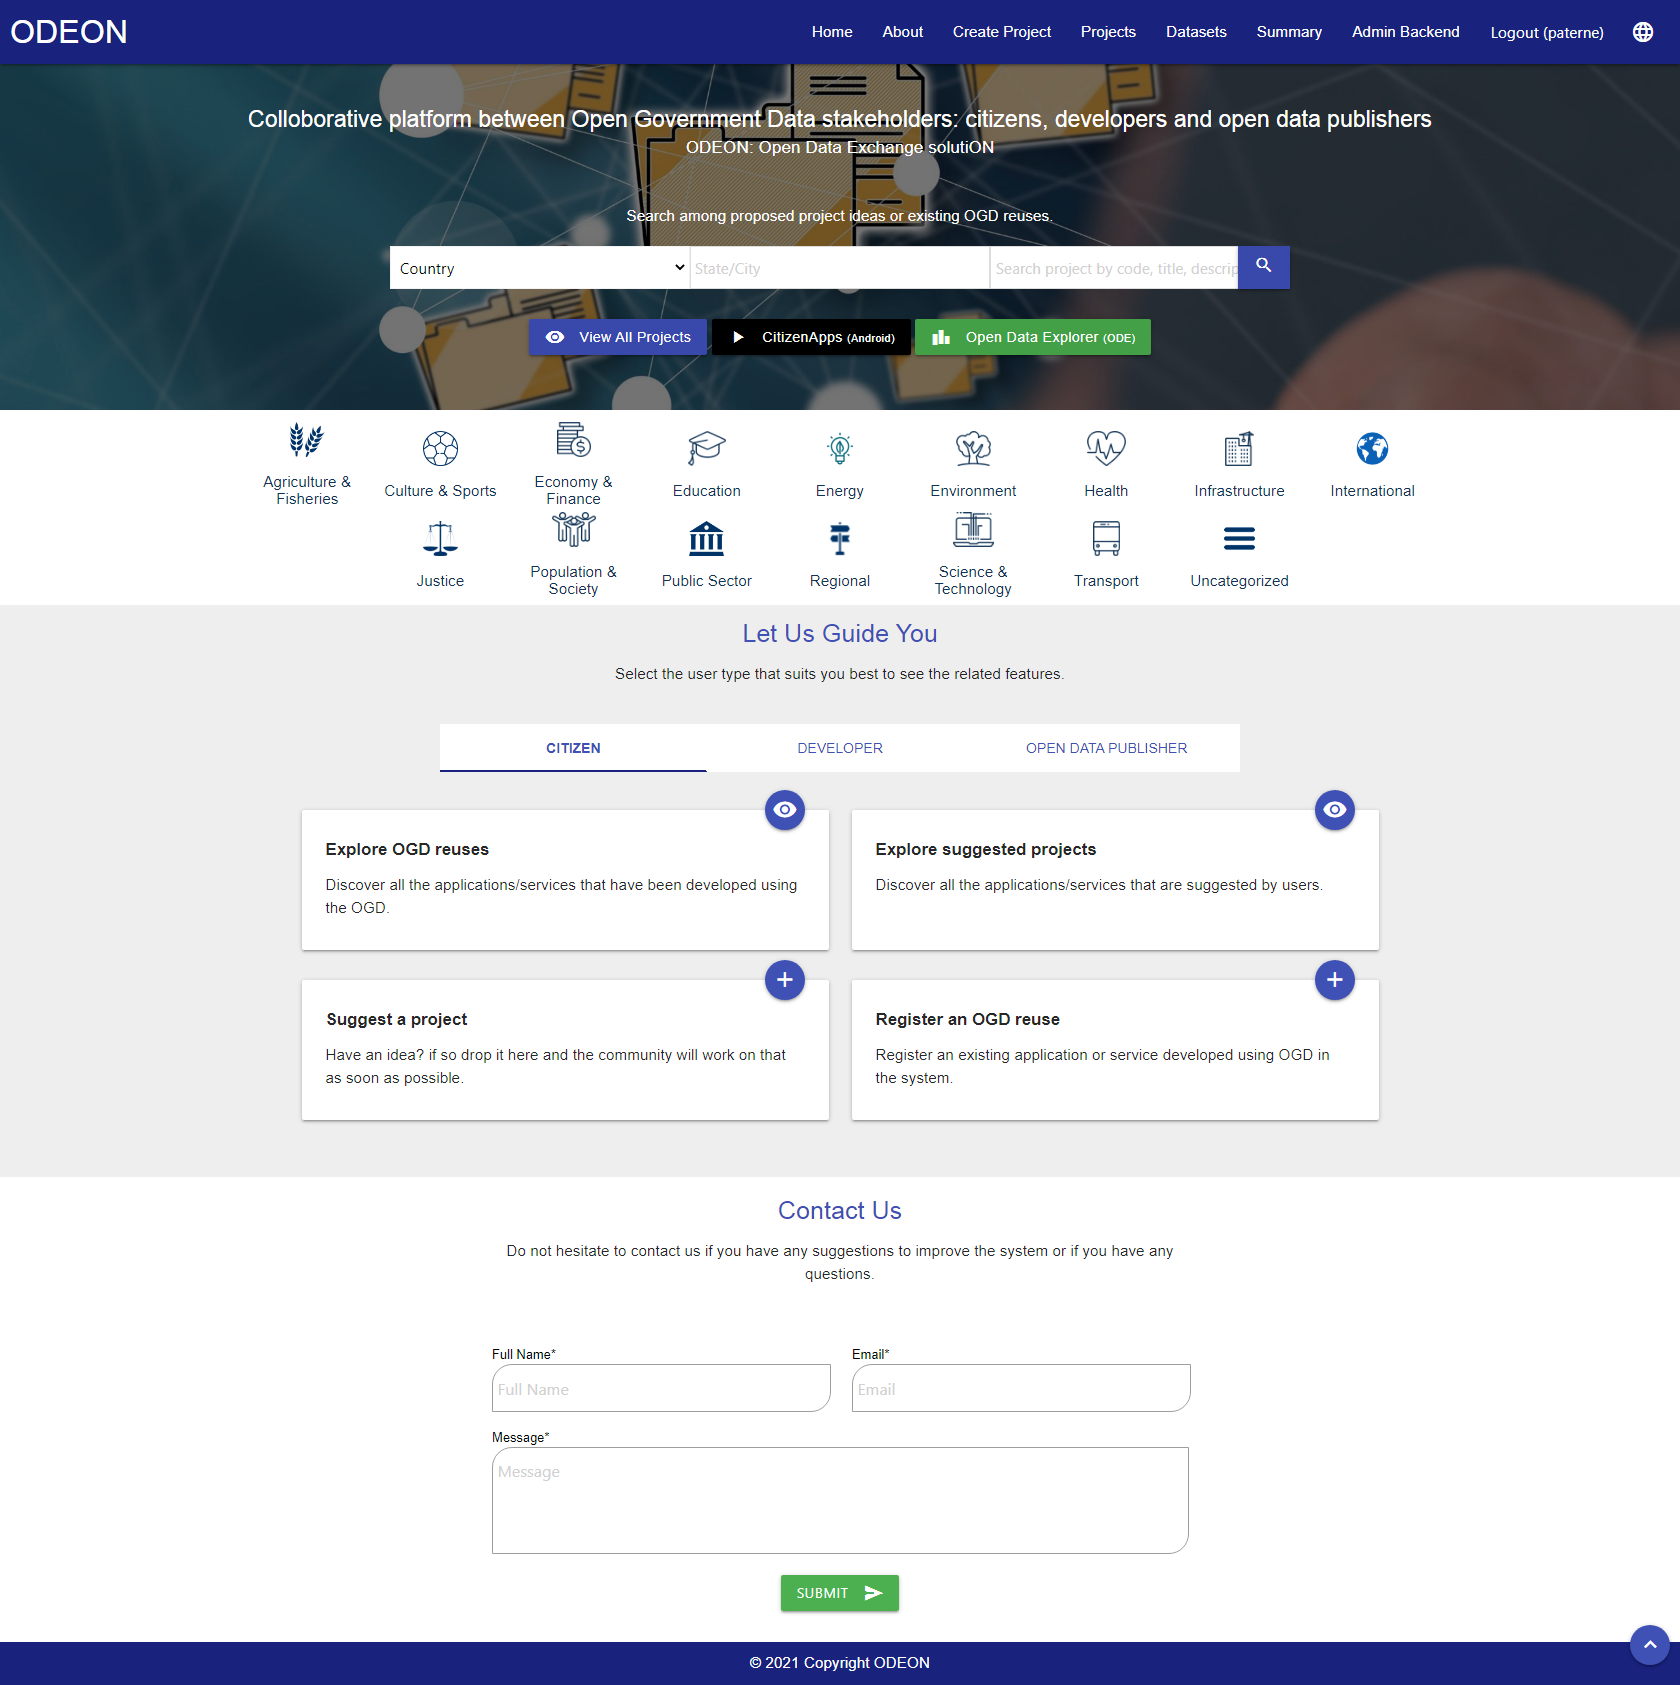 ODEON
Home About Create Project Projects Datasets Summary Admin Backend Logout (paterne)
Colloborative platform between Open Government Data stakeholders: citizens, developers and open data publishers
ODEON: Open Data Exchange solutiON
Search among proposed project ideas or existing OGD reuses.
Country State/City Search project by code, title, descrip
View All Projects CitizenApps (Android) Open Data Explorer (ODE)
Agriculture &
Fisheries
Culture & Sports
Economy &
Finance
Education
Energy
Environment
Health
Infrastructure
International
Justice
Population &
Society
Public Sector
Regional
Science &
Technology
Transport
Uncategorized
Let Us Guide You
Select the user type that suits you best to see the related features.
CITIZEN DEVELOPER OPEN DATA PUBLISHER
Explore OGD reuses
Discover all the applications/services that have been developed using
the OGD.
Explore suggested projects
Discover all the applications/services that are suggested by users.
Suggest a project
Have an idea? if so drop it here and the community will work on that
as soon as possible.
Register an OGD reuse
Register an existing application or service developed using OGD in
the system.
Contact Us
Do not hesitate to contact us if you have any suggestions to improve the system or if you have any
questions.
Full Name* Email*
Full Name Email
Message*
Message
SUBMIT
© 2021 Copyright ODEON